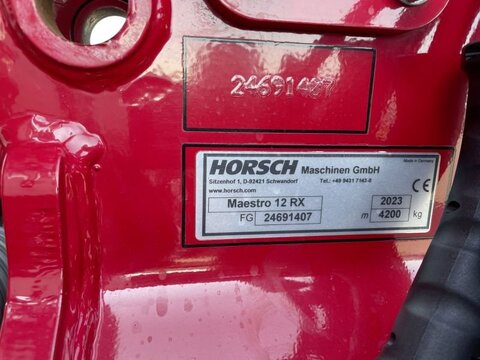 24691407
HORSCH Maschinen GmbH Made in Germany
Sitzenhof 1, D-92421 Schwandorf Tel.: +49 9431 7143-0
www.horsch.com CE
Maestro 12 RX 2023
FG 24691407 m 4200 kg